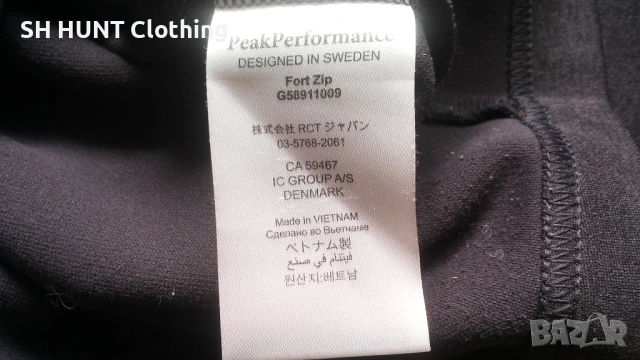 SH HUNT Clothing
PeakPerformance
DESIGNED IN SWEDEN
Fort Zip
G58911009
株式会社 RCT ジャパン
03-5768-2061
CA 59467
IC GROUP A/S
DENMARK
Made in VIETNAM
Сделано во Вьетнаме
ベトナム製
فيتنام في صنع
원산지:베트남
BAZAR.BG